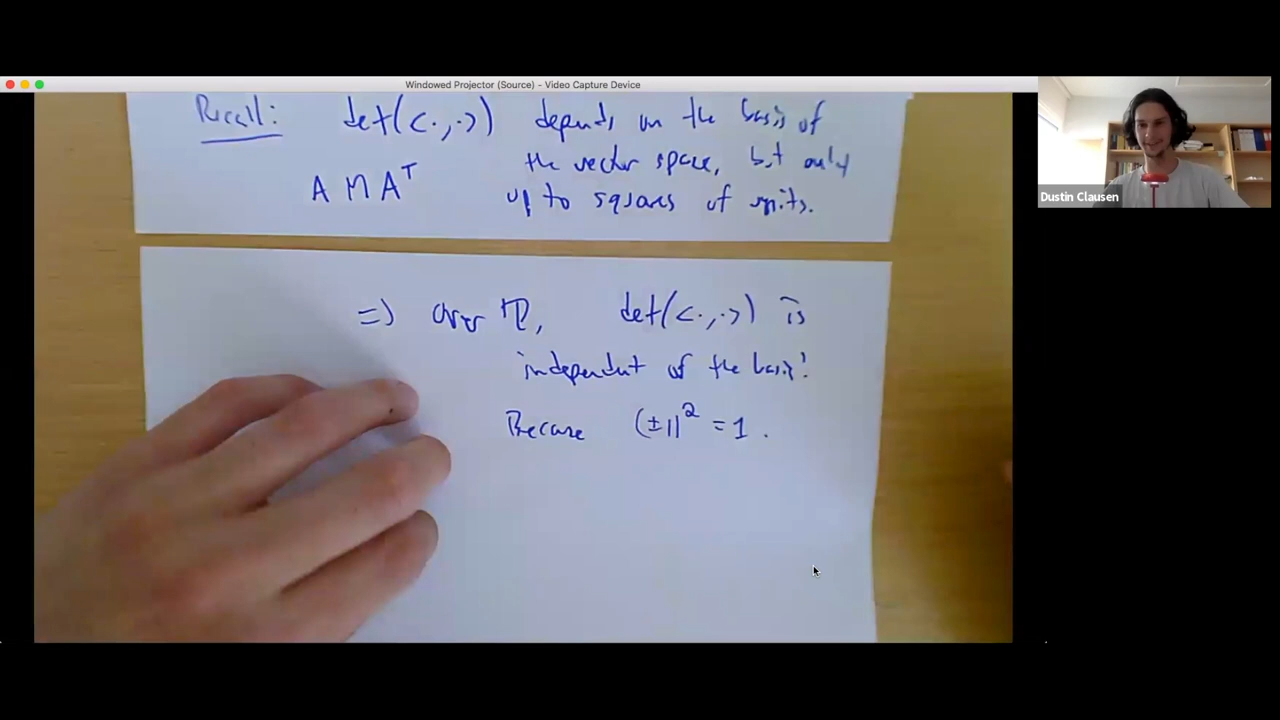 Windowed Projector (Source) - Video Capture Device
Recall: det(<·,·>) depends on the basis of
the vector space, but only
A M Aᵀ up to squares of units.
Dustin Clausen
=> over ℤ, det(<·,·>) is
independent of the basis!
Because (±1)² = 1.